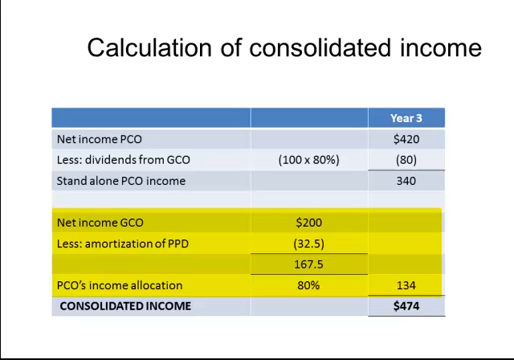 Calculation of consolidated income
Year 3
Net income PCO $420
Less: dividends from GCO (100 x 80%) (80)
Stand alone PCO income 340
Net income GCO $200
Less: amortization of PPD (32.5)
167.5
PCO's income allocation 80% 134
CONSOLIDATED INCOME $474